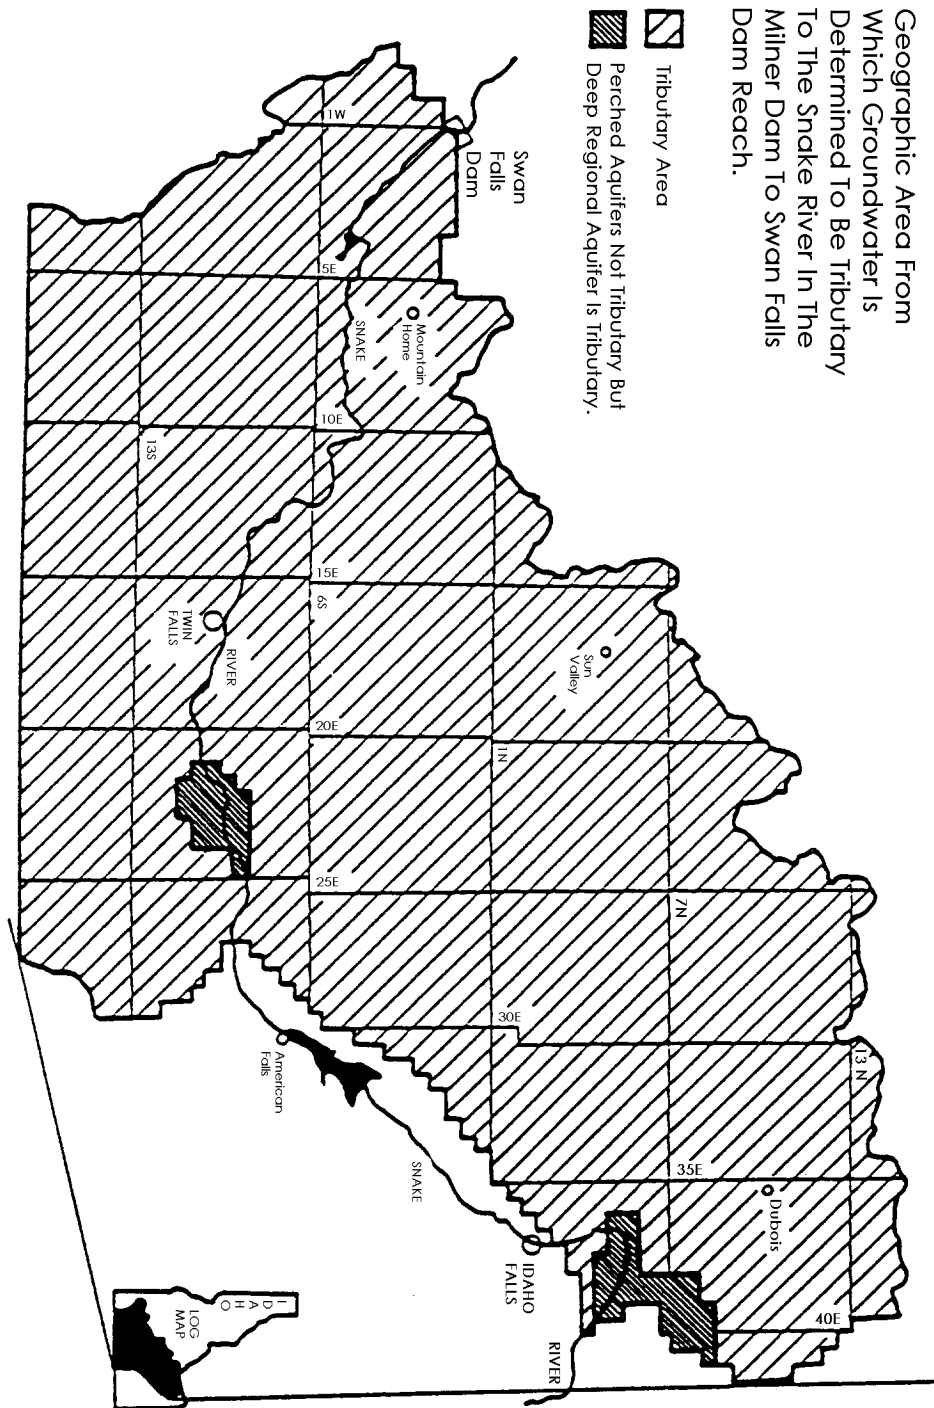 Geographic Area From
Which Groundwater Is
Determined To Be Tributary
To The Snake River In The
Milner Dam To Swan Falls
Dam Reach.
Tributary Area
Perched Aquifers Not Tributary But
Deep Regional Aquifer Is Tributary.
Swan
Falls
Dam
1W
5E
Mountain
Home
SNAKE
10E
13S
15E
6S
TWIN
FALLS
RIVER
Sun
Valley
20E
1N
25E
7N
30E
13 N
American
Falls
SNAKE
35E
Dubois
IDAHO
FALLS
40E
RIVER
IDAHO
LOG
MAP